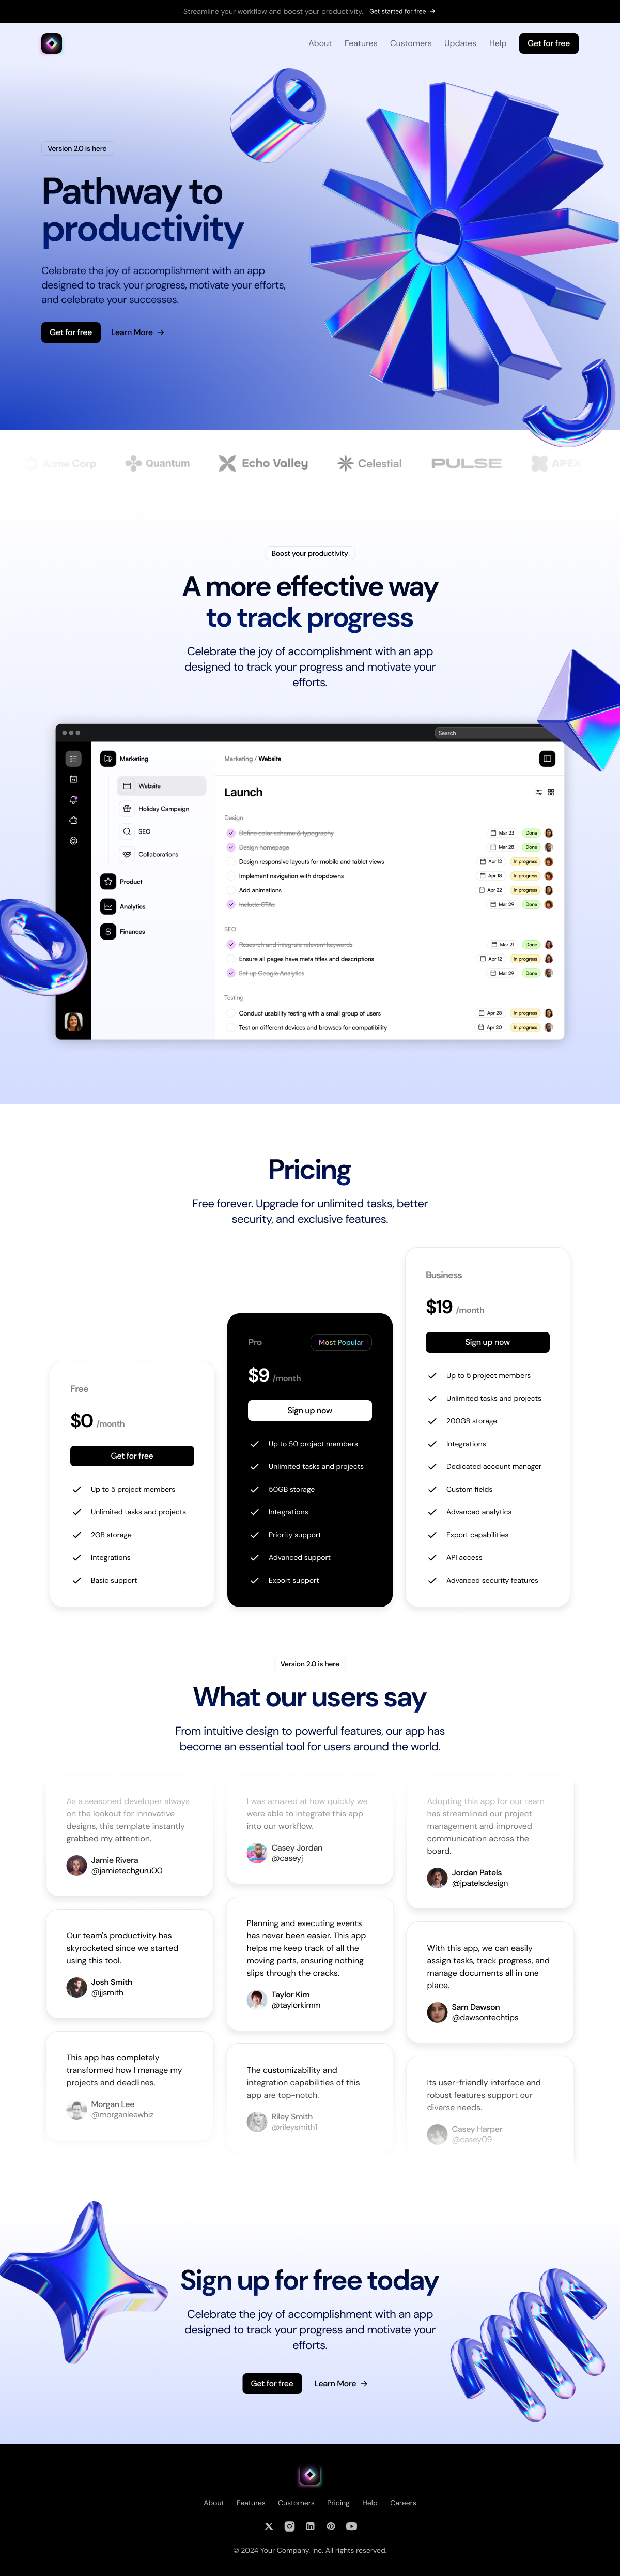 Streamline your workflow and boost your productivity. Get started for free →
About Features Customers Updates Help Get for free
Version 2.0 is here
Pathway to
productivity
Celebrate the joy of accomplishment with an app
designed to track your progress, motivate your efforts,
and celebrate your successes.
Get for free Learn More →
Acme Corp Quantum Echo Valley Celestial PULSE APEX
Boost your productivity
A more effective way
to track progress
Celebrate the joy of accomplishment with an app
designed to track your progress and motivate your
efforts.
Search
Marketing
Website
Holiday Campaign
SEO
Collaborations
Product
Analytics
Finances
Marketing / Website
Launch
Design
Define color scheme & typography Mar 23 Done
Design homepage Mar 28 Done
Design responsive layouts for mobile and tablet views Apr 12 In progress
Implement navigation with dropdowns Apr 16 In progress
Add animations Apr 22 In progress
Include CTAs Mar 29 Done
SEO
Research and integrate relevant keywords Mar 21 Done
Ensure all pages have meta titles and descriptions Apr 12 In progress
Set up Google Analytics Mar 29 Done
Testing
Conduct usability testing with a small group of users Apr 28 In progress
Test on different devices and browses for compatibility Apr 20 In progress
Pricing
Free forever. Upgrade for unlimited tasks, better
security, and exclusive features.
Free
$0 /month
Get for free
Up to 5 project members
Unlimited tasks and projects
2GB storage
Integrations
Basic support
Pro Most Popular
$9 /month
Sign up now
Up to 50 project members
Unlimited tasks and projects
50GB storage
Integrations
Priority support
Advanced support
Export support
Business
$19 /month
Sign up now
Up to 5 project members
Unlimited tasks and projects
200GB storage
Integrations
Dedicated account manager
Custom fields
Advanced analytics
Export capabilities
API access
Advanced security features
Version 2.0 is here
What our users say
From intuitive design to powerful features, our app has
become an essential tool for users around the world.
As a seasoned developer always
on the lookout for innovative
designs, this template instantly
grabbed my attention.
Jamie Rivera
@jamietechguru00
Our team's productivity has
skyrocketed since we started
using this tool.
Josh Smith
@jjsmith
This app has completely
transformed how I manage my
projects and deadlines.
Morgan Lee
@morganleewhiz
I was amazed at how quickly we
were able to integrate this app
into our workflow.
Casey Jordan
@caseyj
Planning and executing events
has never been easier. This app
helps me keep track of all the
moving parts, ensuring nothing
slips through the cracks.
Taylor Kim
@taylorkimm
The customizability and
integration capabilities of this
app are top-notch.
Riley Smith
@rileysmith1
Adopting this app for our team
has streamlined our project
management and improved
communication across the
board.
Jordan Patels
@jpatelsdesign
With this app, we can easily
assign tasks, track progress, and
manage documents all in one
place.
Sam Dawson
@dawsontechtips
Its user-friendly interface and
robust features support our
diverse needs.
Casey Harper
@casey09
Sign up for free today
Celebrate the joy of accomplishment with an app
designed to track your progress and motivate your
efforts.
Get for free Learn More →
About Features Customers Pricing Help Careers
© 2024 Your Company, Inc. All rights reserved.